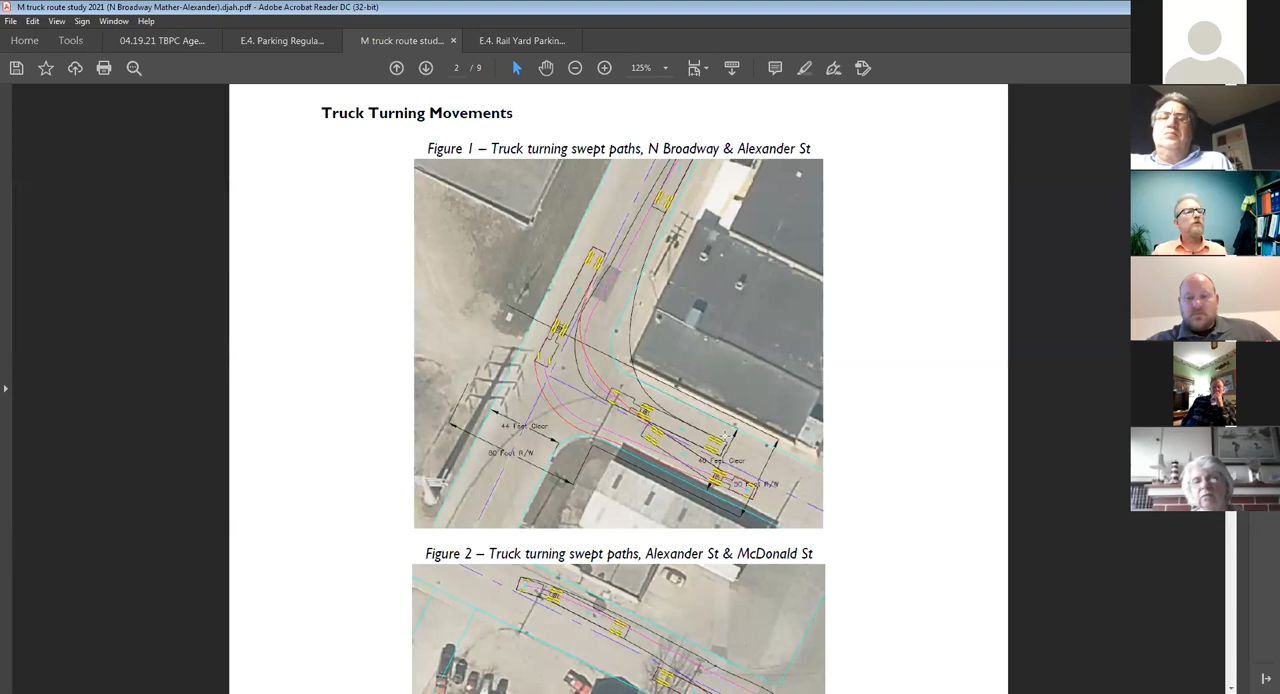 M truck route study 2021 (N Broadway Mather-Alexander).djah.pdf - Adobe Acrobat Reader DC (32-bit)
File Edit View Sign Window Help
Home Tools 04.19.21 TBPC Age... E.4. Parking Regula... M truck route stud... × E.4. Rail Yard Parkin...
2 / 9 125%
Truck Turning Movements
Figure 1 – Truck turning swept paths, N Broadway & Alexander St
44 Feet Clear
80 Foot R/W
Clear
R/W
Figure 2 – Truck turning swept paths, Alexander St & McDonald St